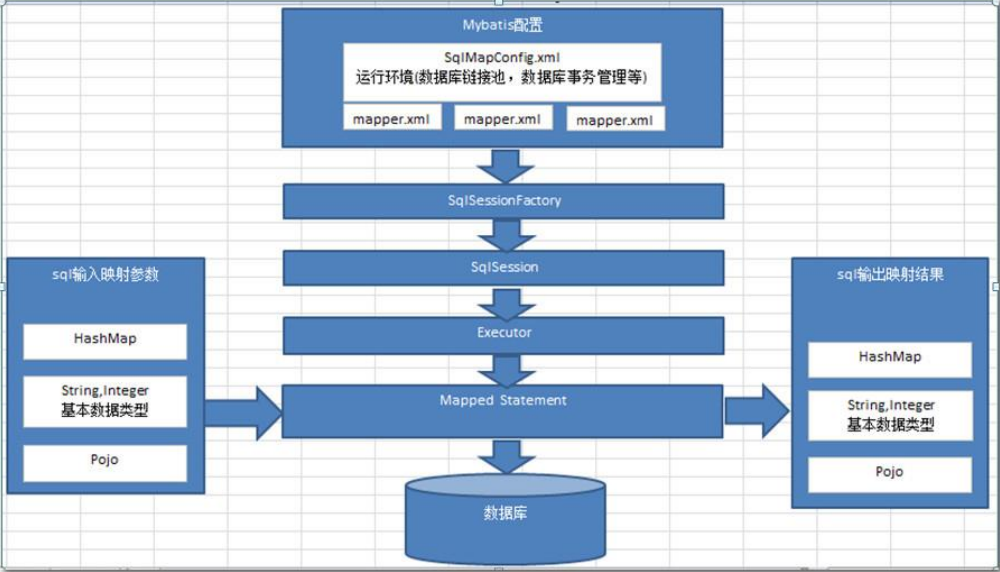 Mybatis配置
SqlMapConfig.xml
运行环境(数据库链接池，数据库事务管理等)
mapper.xml
mapper.xml
mapper.xml
SqlSessionFactory
SqlSession
Executor
Mapped Statement
数据库
sql输入映射参数
HashMap
String,Integer
基本数据类型
Pojo
sql输出映射结果
HashMap
String,Integer
基本数据类型
Pojo